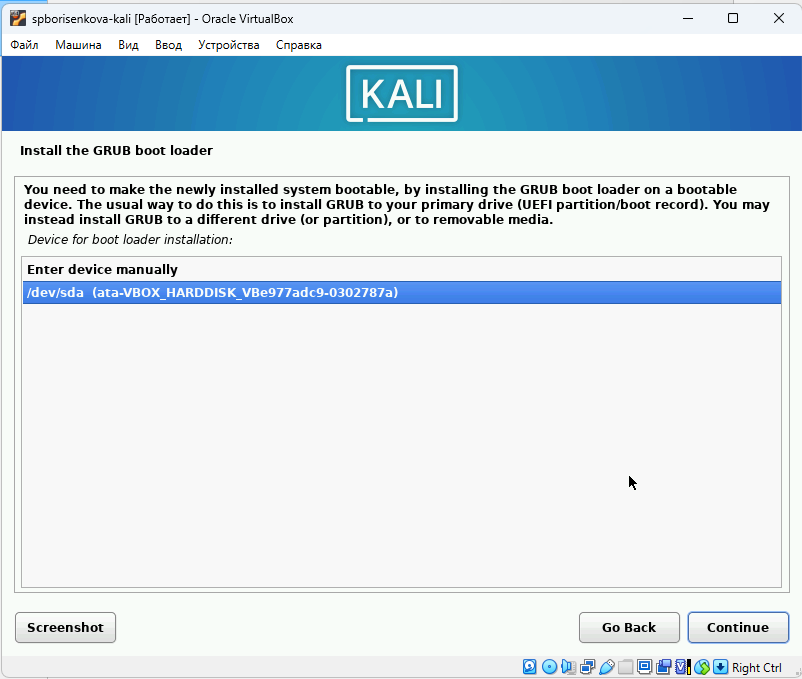 spborisenkova-kali [Работает] - Oracle VirtualBox
Файл Машина Вид Ввод Устройства Справка
KALI
Install the GRUB boot loader
You need to make the newly installed system bootable, by installing the GRUB boot loader on a bootable
device. The usual way to do this is to install GRUB to your primary drive (UEFI partition/boot record). You may
instead install GRUB to a different drive (or partition), or to removable media.
Device for boot loader installation:
Enter device manually
/dev/sda (ata-VBOX_HARDDISK_VBe977adc9-0302787a)
Screenshot Go Back Continue
Right Ctrl